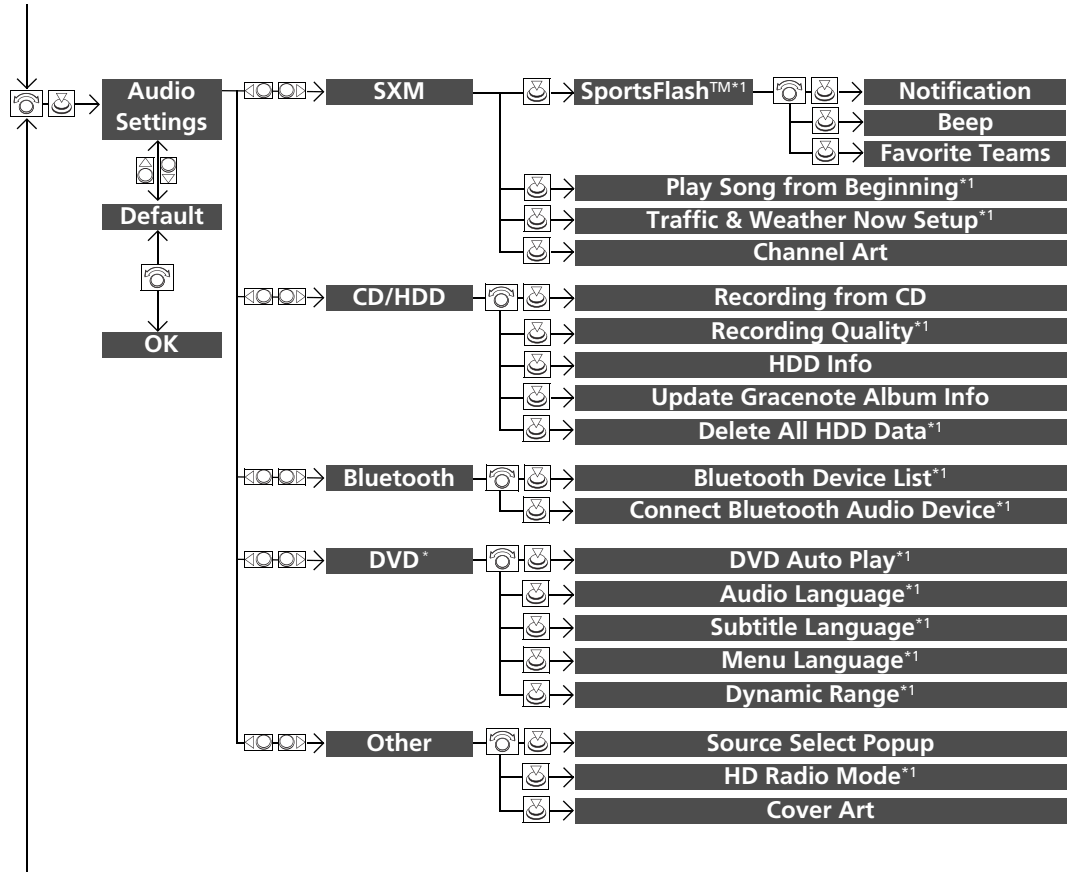 Audio
Settings
Default
OK
SXM
SportsFlash™*1
Notification
Beep
Favorite Teams
Play Song from Beginning*1
Traffic & Weather Now Setup*1
Channel Art
CD/HDD
Recording from CD
Recording Quality*1
HDD Info
Update Gracenote Album Info
Delete All HDD Data*1
Bluetooth
Bluetooth Device List*1
Connect Bluetooth Audio Device*1
DVD*
DVD Auto Play*1
Audio Language*1
Subtitle Language*1
Menu Language*1
Dynamic Range*1
Other
Source Select Popup
HD Radio Mode*1
Cover Art